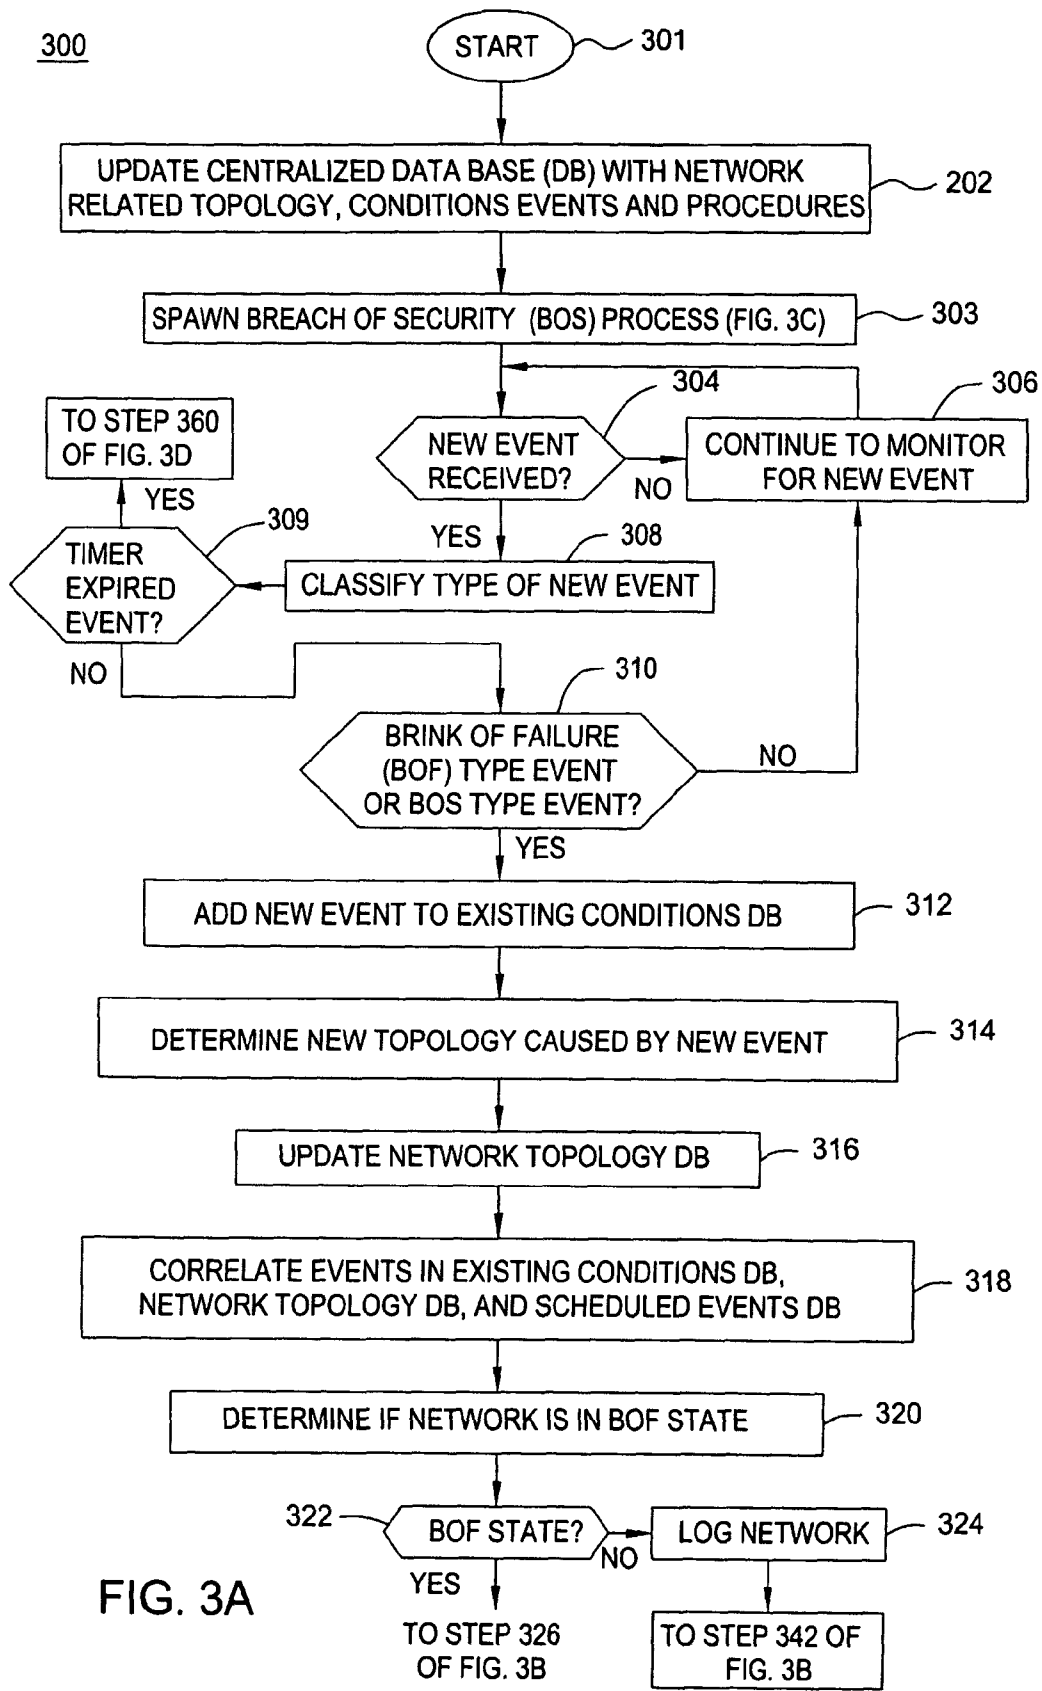 300
START
301
UPDATE CENTRALIZED DATA BASE (DB) WITH NETWORK
RELATED TOPOLOGY, CONDITIONS EVENTS AND PROCEDURES
202
SPAWN BREACH OF SECURITY (BOS) PROCESS (FIG. 3C)
303
304
306
TO STEP 360
OF FIG. 3D
NEW EVENT
RECEIVED?
NO
CONTINUE TO MONITOR
FOR NEW EVENT
YES
309
YES
308
TIMER
EXPIRED
EVENT?
CLASSIFY TYPE OF NEW EVENT
NO
310
BRINK OF FAILURE
(BOF) TYPE EVENT
OR BOS TYPE EVENT?
NO
YES
ADD NEW EVENT TO EXISTING CONDITIONS DB
312
DETERMINE NEW TOPOLOGY CAUSED BY NEW EVENT
314
UPDATE NETWORK TOPOLOGY DB
316
CORRELATE EVENTS IN EXISTING CONDITIONS DB,
NETWORK TOPOLOGY DB, AND SCHEDULED EVENTS DB
318
DETERMINE IF NETWORK IS IN BOF STATE
320
322
BOF STATE?
NO
LOG NETWORK
324
YES
FIG. 3A
TO STEP 326
OF FIG. 3B
TO STEP 342 OF
FIG. 3B